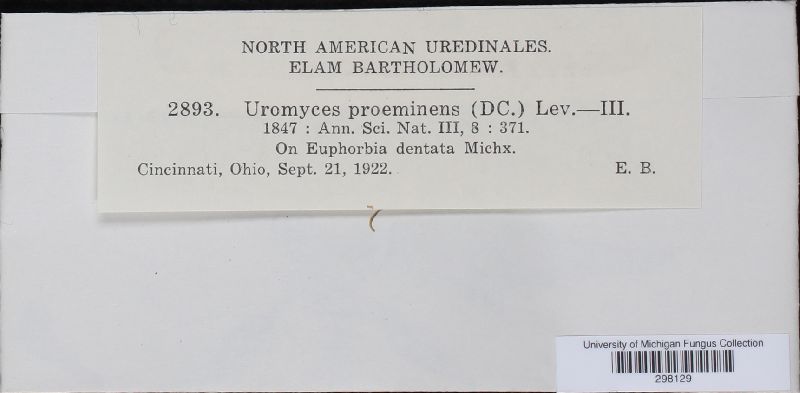 NORTH AMERICAN UREDINALES.
ELAM BARTHOLOMEW.
2893. Uromyces proeminens (DC.) Lev.—III.
1847 : Ann. Sci. Nat. III, 8 : 371.
On Euphorbia dentata Michx.
Cincinnati, Ohio, Sept. 21, 1922. E. B.
University of Michigan Fungus Collection
298129